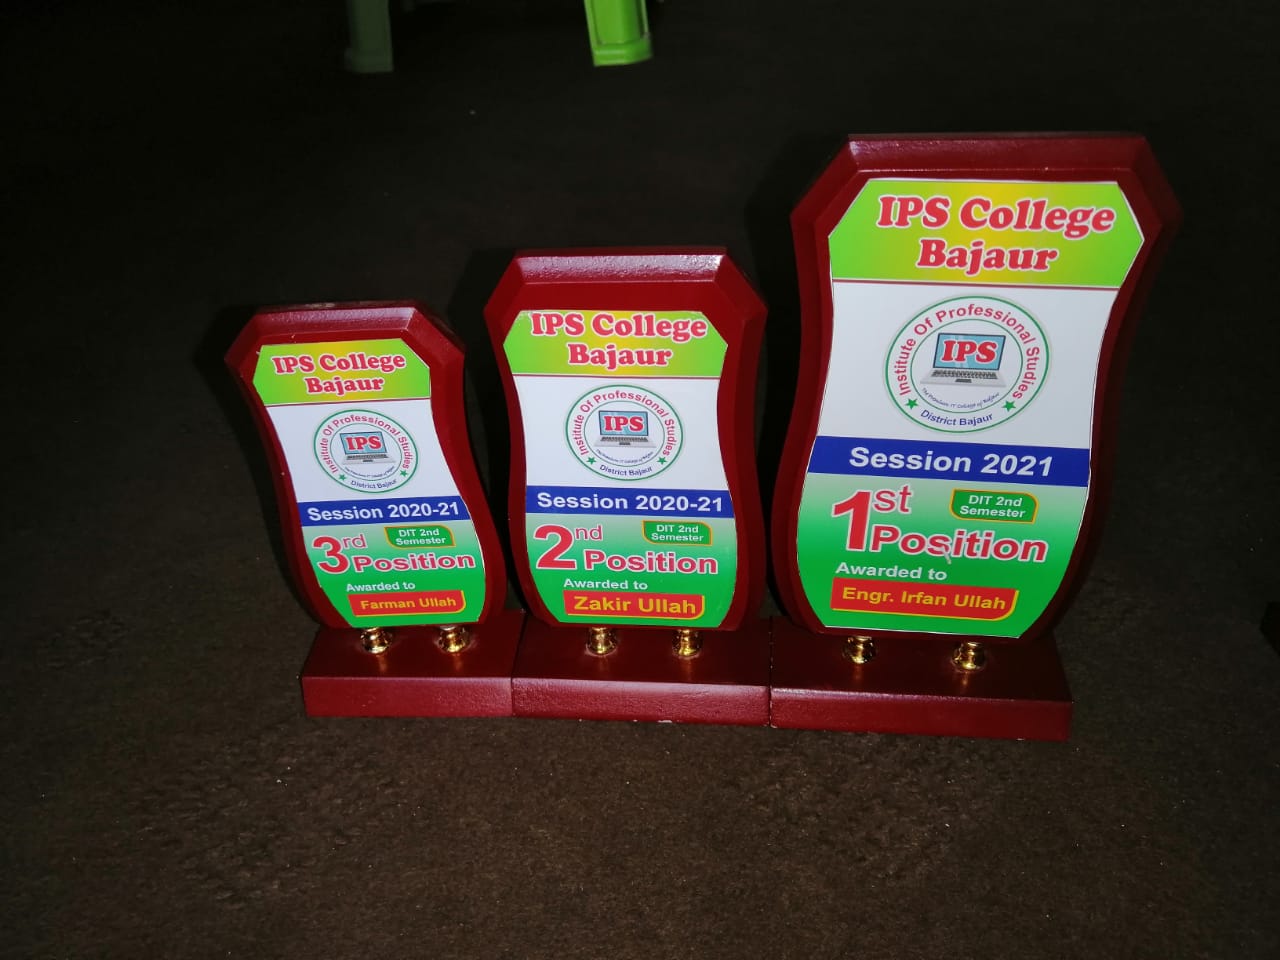 IPS College
Bajaur
Institute Of Professional Studies
IPS
District Bajaur
Session 2020-21
3rd Position
DIT 2nd
Semester
Awarded to
Farman Ullah
IPS College
Bajaur
Institute Of Professional Studies
IPS
District Bajaur
Session 2020-21
2nd Position
DIT 2nd
Semester
Awarded to
Zakir Ullah
IPS College
Bajaur
Institute Of Professional Studies
IPS
District Bajaur
Session 2021
1st Position
DIT 2nd
Semester
Awarded to
Engr. Irfan Ullah